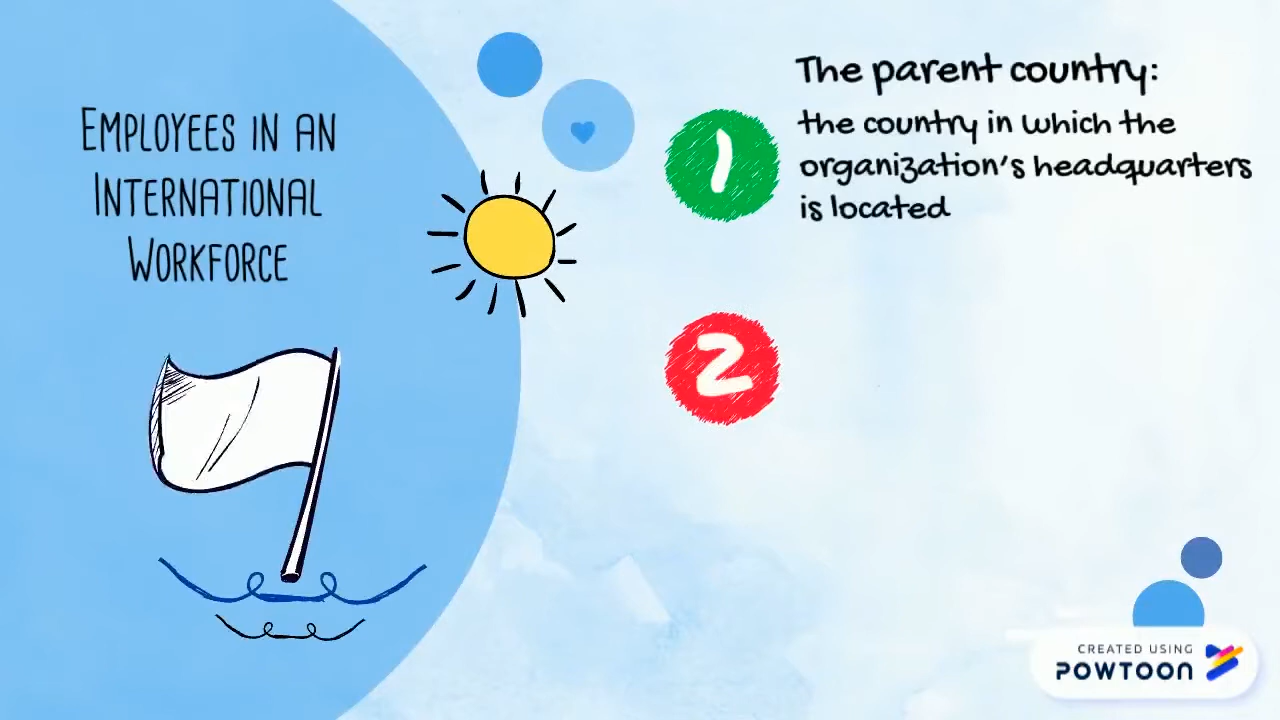 EMPLOYEES IN AN
INTERNATIONAL
WORKFORCE
1
The parent country:
the country in which the
organization's headquarters
is located
2
CREATED USING
POWTOON